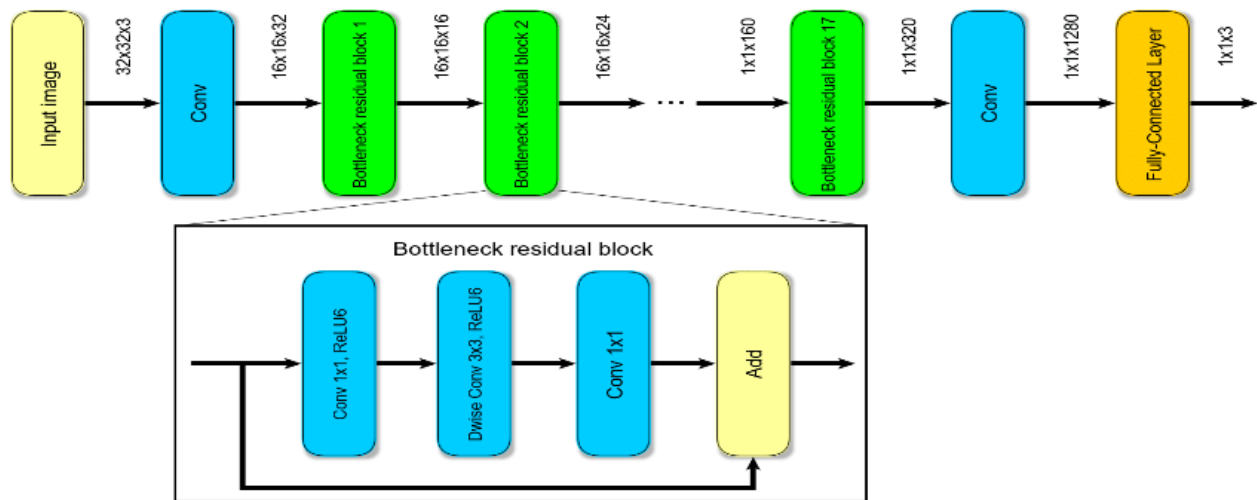 Input image
32x32x3
Conv
16x16x32
Bottleneck residual block 1
16x16x16
Bottleneck residual block 2
16x16x24
...
1x1x160
Bottleneck residual block 17
1x1x320
Conv
1x1x1280
Fully-Connected Layer
1x1x3
Bottleneck residual block
Conv 1x1, ReLU6
Dwise Conv 3x3, ReLU6
Conv 1x1
Add